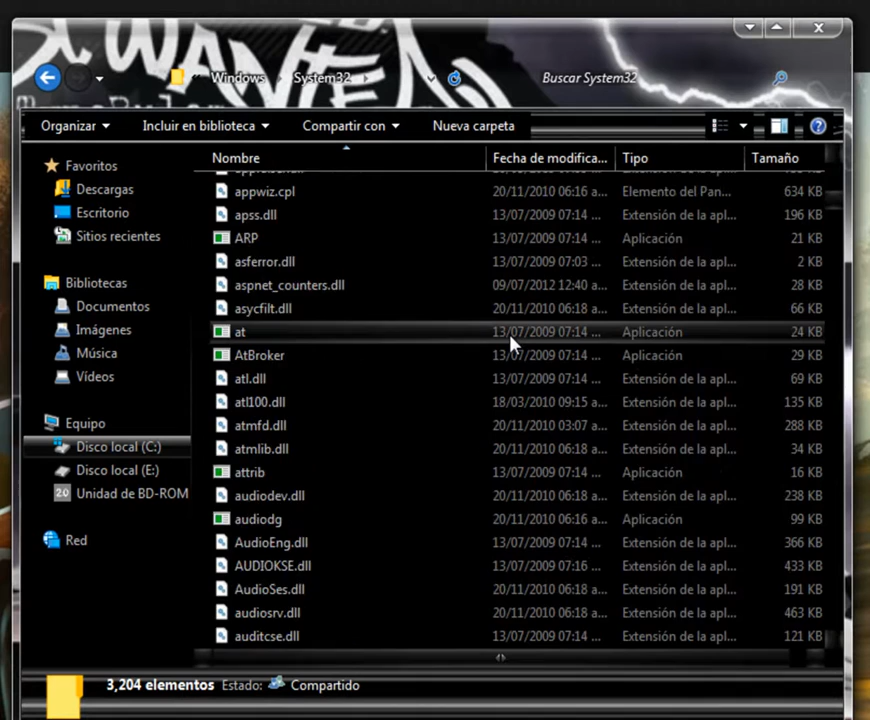 Windows System32 Buscar System32
Organizar Incluir en biblioteca Compartir con Nueva carpeta
Nombre Fecha de modifica... Tipo Tamaño
Favoritos
Descargas
Escritorio
Sitios recientes
Bibliotecas
Documentos
Imágenes
Música
Vídeos
Equipo
Disco local (C:)
Disco local (E:)
Unidad de BD-ROM
Red
appwiz.cpl 20/11/2010 06:16 a... Elemento del Pan... 634 KB
apss.dll 13/07/2009 07:14 ... Extensión de la apl... 196 KB
ARP 13/07/2009 07:14 ... Aplicación 21 KB
asferror.dll 13/07/2009 07:03 ... Extensión de la apl... 2 KB
aspnet_counters.dll 09/07/2012 12:40 ... Extensión de la apl... 28 KB
asycfilt.dll 20/11/2010 06:18 a... Extensión de la apl... 66 KB
at 13/07/2009 07:14 ... Aplicación 24 KB
AtBroker 13/07/2009 07:14 ... Aplicación 29 KB
atl.dll 13/07/2009 07:14 ... Extensión de la apl... 69 KB
atl100.dll 18/03/2010 09:15 a... Extensión de la apl... 135 KB
atmfd.dll 20/11/2010 03:07 a... Extensión de la apl... 288 KB
atmlib.dll 20/11/2010 06:18 a... Extensión de la apl... 34 KB
attrib 13/07/2009 07:14 ... Aplicación 16 KB
audiodev.dll 20/11/2010 06:18 a... Extensión de la apl... 238 KB
audiodg 20/11/2010 06:16 a... Aplicación 99 KB
AudioEng.dll 13/07/2009 07:14 ... Extensión de la apl... 366 KB
AUDIOKSE.dll 13/07/2009 07:16 ... Extensión de la apl... 433 KB
AudioSes.dll 20/11/2010 06:18 a... Extensión de la apl... 191 KB
audiosrv.dll 20/11/2010 06:18 a... Extensión de la apl... 463 KB
auditcse.dll 13/07/2009 07:14 ... Extensión de la apl... 121 KB
3,204 elementos Estado: Compartido